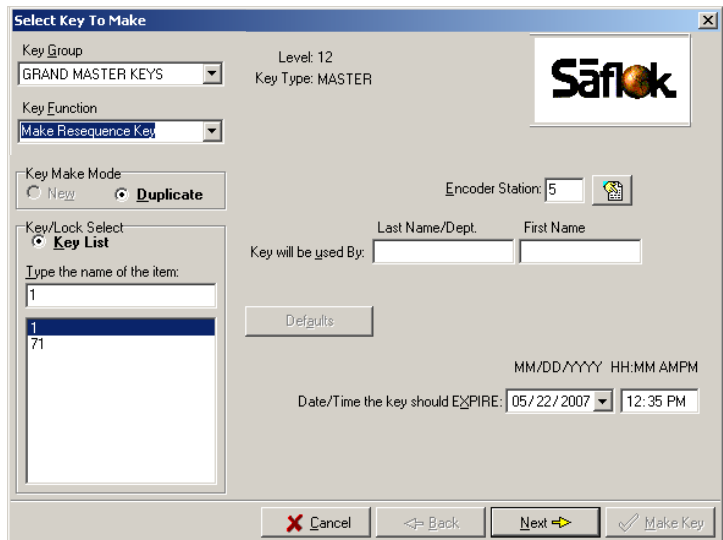 Select Key To Make
Key Group
GRAND MASTER KEYS
Level: 12
Key Type: MASTER
Sāflok.
Key Function
Make Resequence Key
Key Make Mode
New Duplicate
Encoder Station: 5
Key/Lock Select
Key List
Type the name of the item:
1
1
71
Last Name/Dept. First Name
Key will be used By:
Defaults
MM/DD/YYYY HH:MM AMPM
Date/Time the key should EXPIRE: 05/22/2007 12:35 PM
Cancel Back Next Make Key